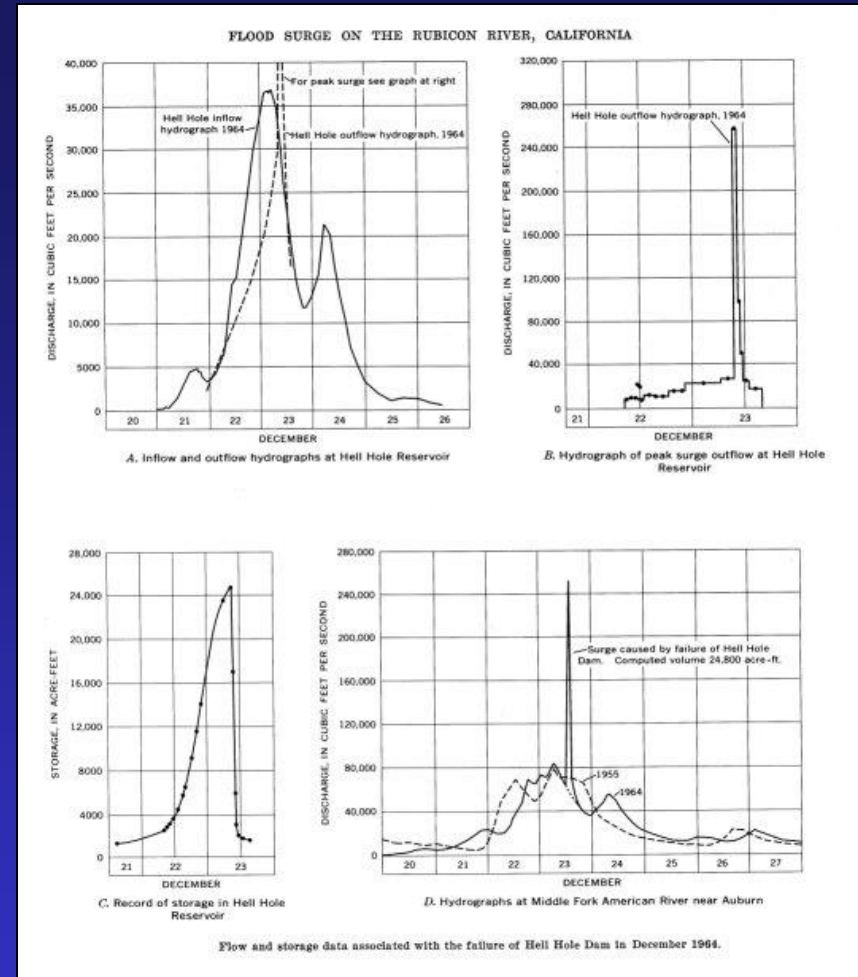 FLOOD SURGE ON THE RUBICON RIVER, CALIFORNIA
40,000
35,000
30,000
25,000
20,000
15,000
10,000
5000
0
DISCHARGE, IN CUBIC FEET PER SECOND
For peak surge see graph at right
Hell Hole inflow
hydrograph 1964
Hell Hole outflow hydrograph, 1964
20
21
22
23
24
25
26
DECEMBER
A. Inflow and outflow hydrographs at Hell Hole Reservoir
320,000
280,000
240,000
200,000
160,000
120,000
80,000
40,000
0
DISCHARGE, IN CUBIC FEET PER SECOND
Hell Hole outflow hydrograph, 1964
21
22
23
DECEMBER
B. Hydrograph of peak surge outflow at Hell Hole
Reservoir
28,000
24,000
20,000
16,000
12,000
8000
4000
0
STORAGE, IN ACRE-FEET
21
22
23
DECEMBER
C. Record of storage in Hell Hole
Reservoir
280,000
240,000
200,000
160,000
120,000
80,000
40,000
0
DISCHARGE, IN CUBIC FEET PER SECOND
Surge caused by failure of Hell Hole
Dam. Computed volume 24,800 acre-ft.
1955
1964
20
21
22
23
24
25
26
27
DECEMBER
D. Hydrographs at Middle Fork American River near Auburn
Flow and storage data associated with the failure of Hell Hole Dam in December 1964.